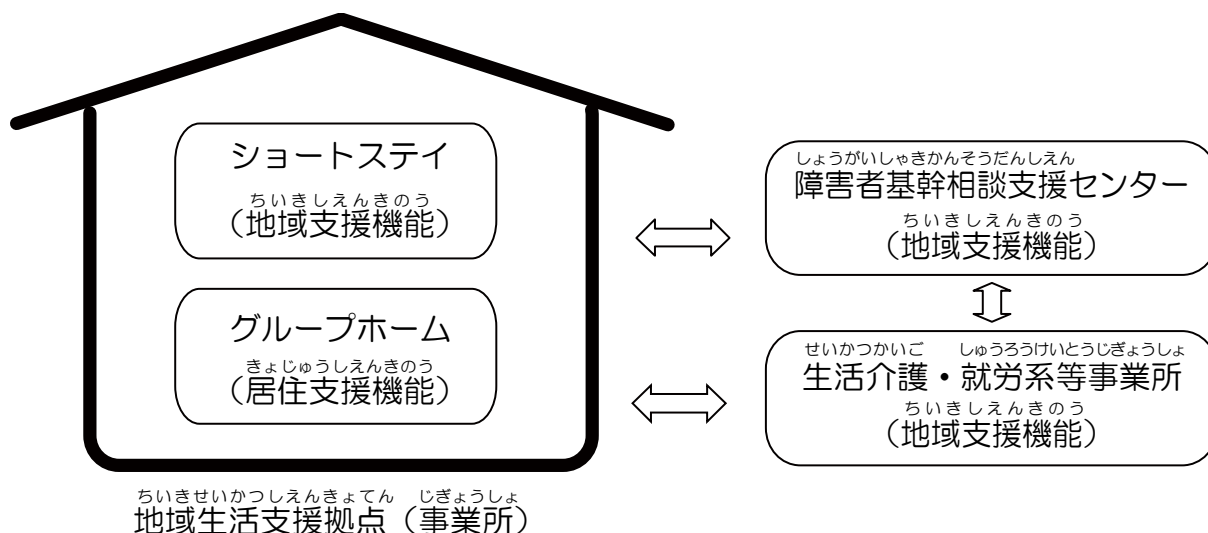 ショートステイ
ちいきしえんきのう
(地域支援機能)
グループホーム
きょじゅうしえんきのう
(居住支援機能)
ちいきせいかつしえんきょてん じぎょうしょ
地域生活支援拠点(事業所)
しょうがいしゃきかんそうだんしえん
障害者基幹相談支援センター
ちいきしえんきのう
(地域支援機能)
せいかつかいご しゅうろうけいとうじぎょうしょ
生活介護・就労系等事業所
ちいきしえんきのう
(地域支援機能)